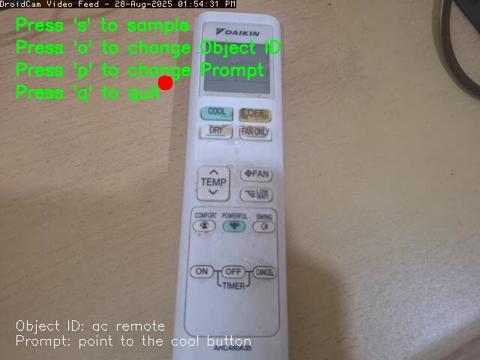 DroidCam Video Feed - 28-Aug-2025 01:54:31 PM
Press 's' to sample
Press 'o' to change Object ID
Press 'p' to change Prompt
Press 'q' to quit
DAIKIN
COOL
OFF
DRY
FAN ONLY
TEMP
FAN
LOW WATT
COMFORT
POWERFUL
SWING
ON
OFF
CANCEL
TIMER
Object ID: ac remote
Prompt: point to the cool button